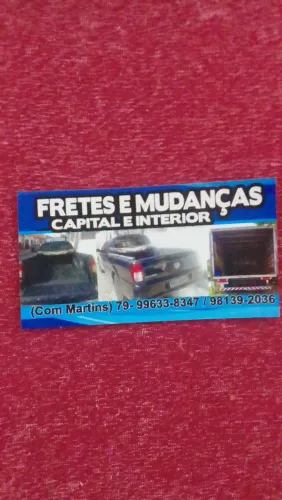 FRETES E MUDANÇAS
CAPITAL E INTERIOR
(Com Martins) 79- 99633-8347 / 98139-2036